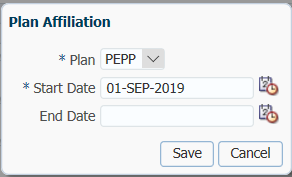 Plan Affiliation
* Plan PEPP
* Start Date 01-SEP-2019
End Date
Save Cancel